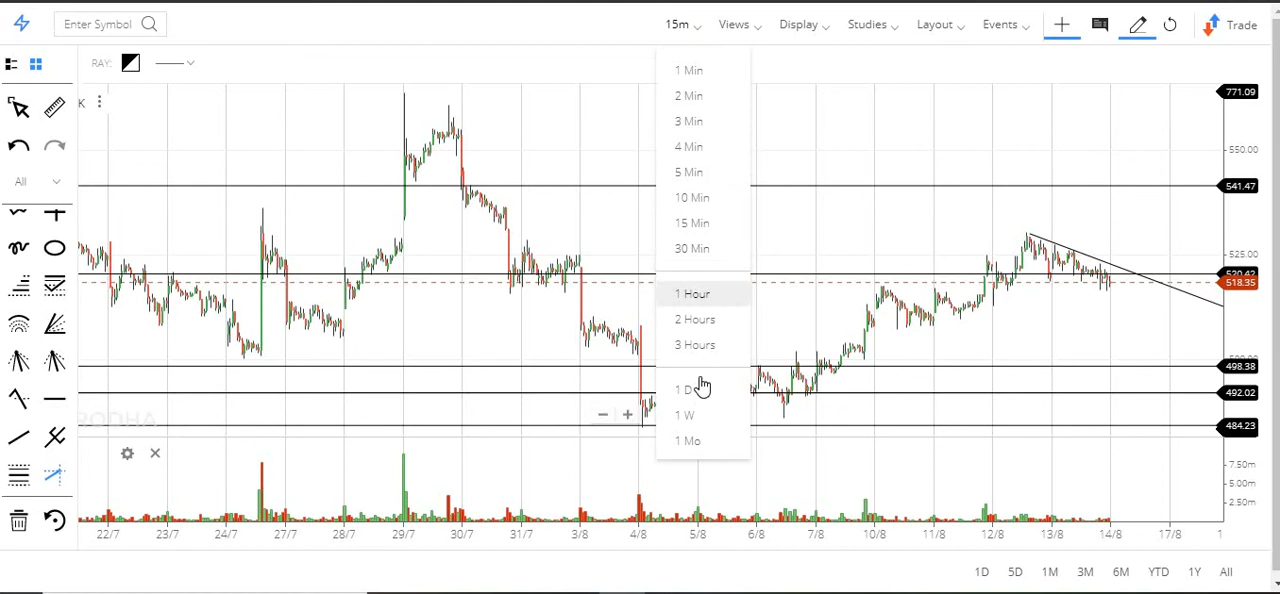 Enter Symbol
15m Views Display Studies Layout Events Trade
RAY:
K
All
1 Min
2 Min
3 Min
4 Min
5 Min
10 Min
15 Min
30 Min
1 Hour
2 Hours
3 Hours
1 D
1 W
1 Mo
771.09
550.00
541.47
525.00
520.42
518.35
498.38
492.02
484.23
RODHA
7.50m
5.00m
2.50m
22/7 23/7 24/7 27/7 28/7 29/7 30/7 31/7 3/8 4/8 5/8 6/8 7/8 10/8 11/8 12/8 13/8 14/8 17/8 1
1D 5D 1M 3M 6M YTD 1Y All